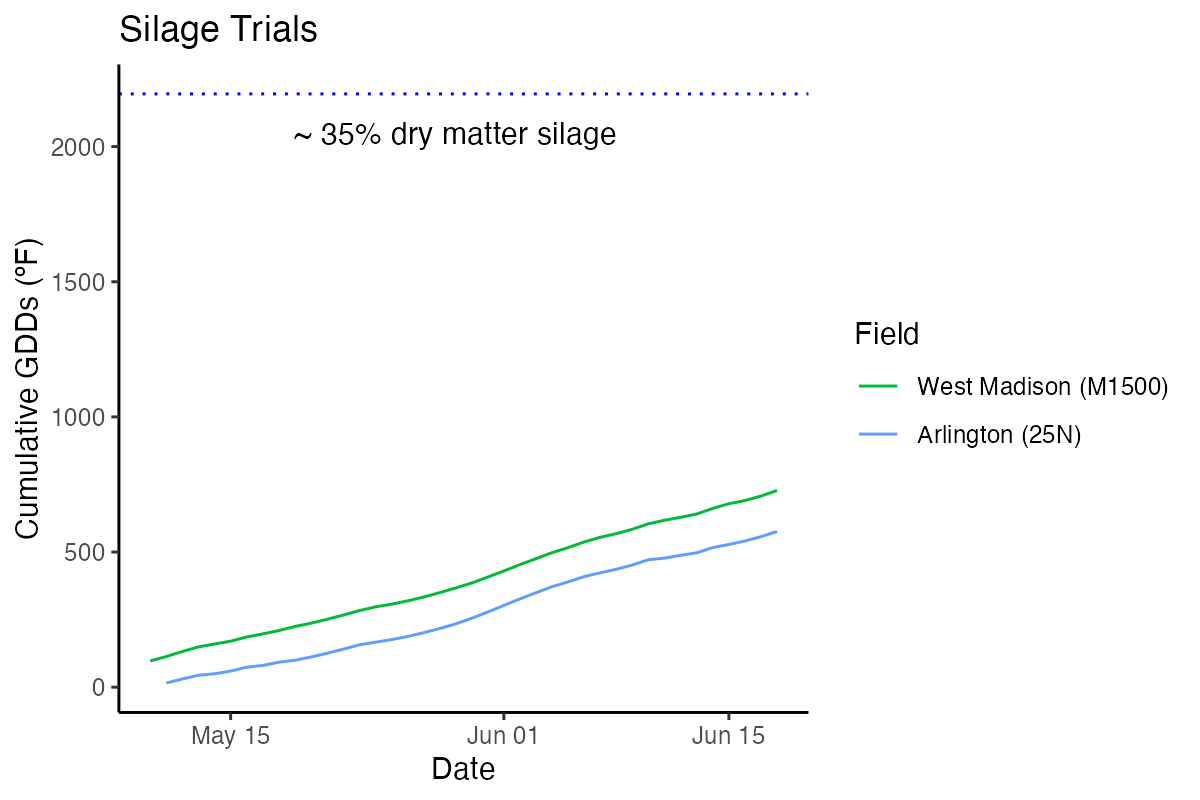 Silage Trials
~ 35% dry matter silage
2000
1500
1000
500
0
Cumulative GDDs (°F)
May 15
Jun 01
Jun 15
Date
Field
West Madison (M1500)
Arlington (25N)